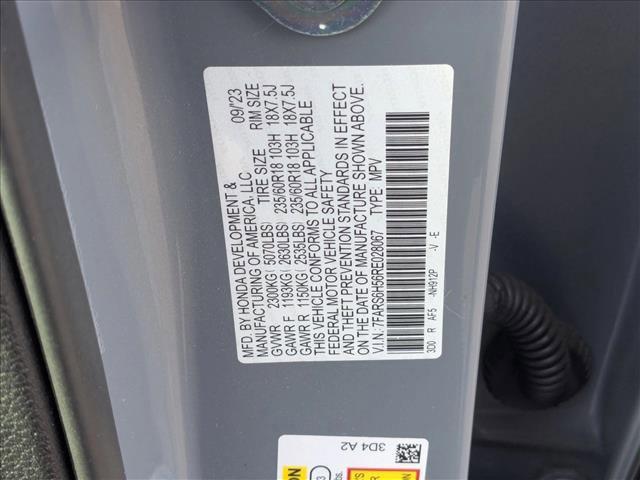 MFD. BY HONDA DEVELOPMENT & 09/23
MANUFACTURING OF AMERICA, LLC
TIRE SIZE RIM SIZE
GVWR 2300KG (5070LBS) 235/60R18 103H 18X7.5J
GAWR F 1193KG (2630LBS) 235/60R18 103H 18X7.5J
GAWR R 1150KG (2535LBS)
THIS VEHICLE CONFORMS TO ALL APPLICABLE
FEDERAL MOTOR VEHICLE SAFETY
AND THEFT PREVENTION STANDARDS IN EFFECT
ON THE DATE OF MANUFACTURE SHOWN ABOVE.
V.I.N: 7FARS6H56RE028067 TYPE: MPV
3D0 R AF5 -NH912P -V -E
3D4 A2